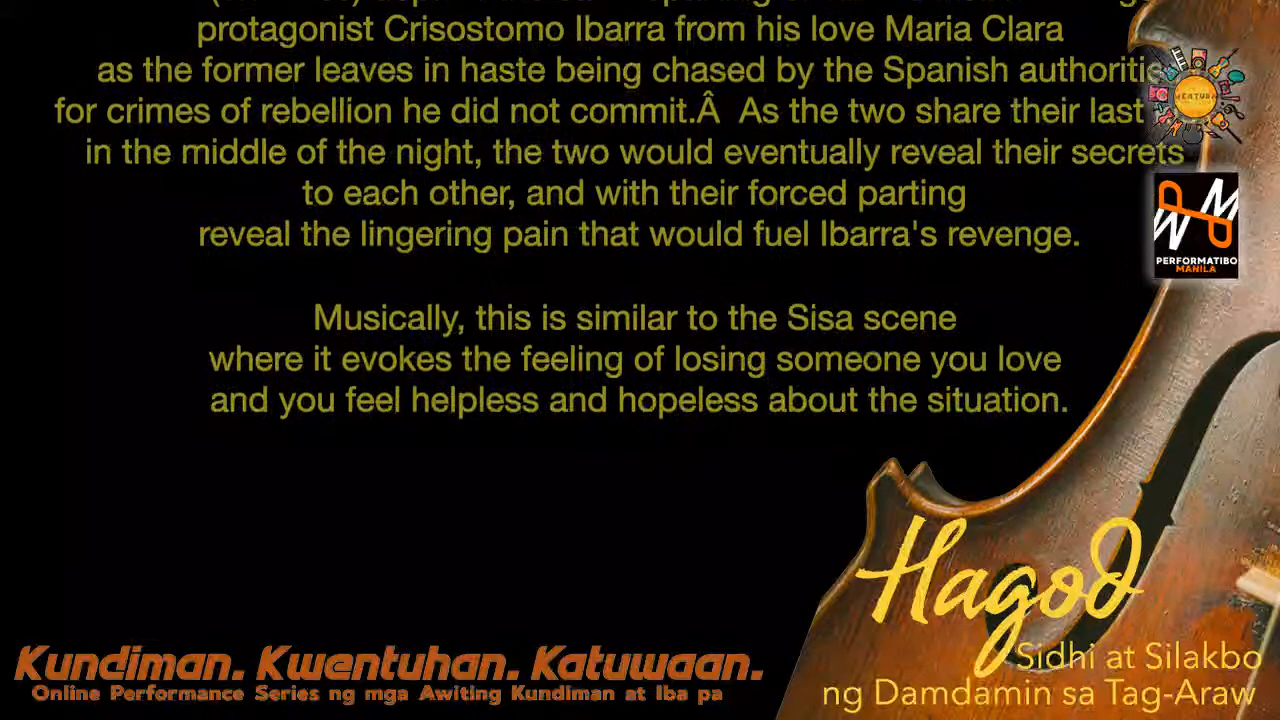 protagonist Crisostomo Ibarra from his love Maria Clara
as the former leaves in haste being chased by the Spanish
for crimes of rebellion he did not commit.Â  As the two share their last
in the middle of the night, the two would eventually reveal their secrets
to each other, and with their forced parting
reveal the lingering pain that would fuel Ibarra's revenge.
Musically, this is similar to the Sisa scene
where it evokes the feeling of losing someone you love
and you feel helpless and hopeless about the situation.
PERFORMATIBO
MANILA
Hagod
Sidhi at Silakbo
ng Damdamin sa Tag-Araw
Kundiman. Kwentuhan. Katuwaan.
Online Performance Series ng mga Awiting Kundiman at Iba pa